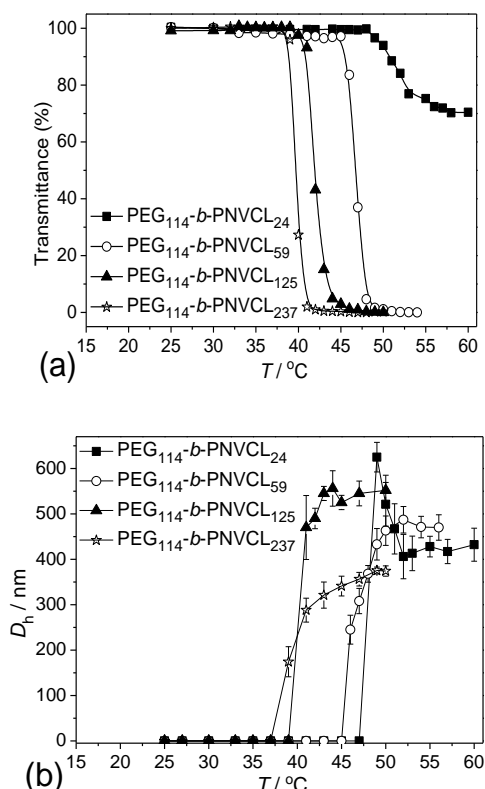 100
80
60
40
20
0
Transmittance (%)
PEG₁₁₄-b-PNVCL₂₄
PEG₁₁₄-b-PNVCL₅₉
PEG₁₁₄-b-PNVCL₁₂₅
PEG₁₁₄-b-PNVCL₂₃₇
15 20 25 30 35 40 45 50 55 60
T / °C
(a)
PEG₁₁₄-b-PNVCL₂₄
PEG₁₁₄-b-PNVCL₅₉
PEG₁₁₄-b-PNVCL₁₂₅
PEG₁₁₄-b-PNVCL₂₃₇
600
500
400
300
200
100
0
Dₕ / nm
15 20 25 30 35 40 45 50 55 60
T / °C
(b)